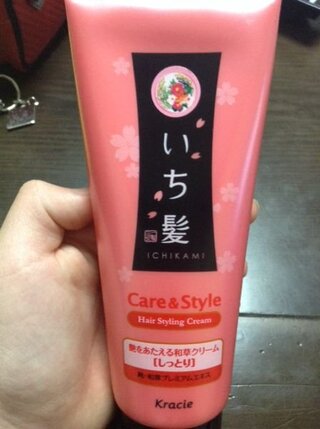 いち髪
ICHIKAMI
Care & Style
Hair Styling Cream
艶をあたえる和草クリーム
[しっとり]
純・和草プレミアムエキス
Kracie